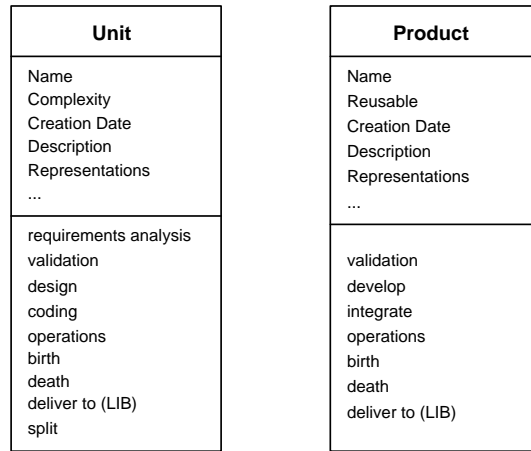 Unit
Name
Complexity
Creation Date
Description
Representations
...
requirements analysis
validation
design
coding
operations
birth
death
deliver to (LIB)
split
Product
Name
Reusable
Creation Date
Description
Representations
...
validation
develop
integrate
operations
birth
death
deliver to (LIB)